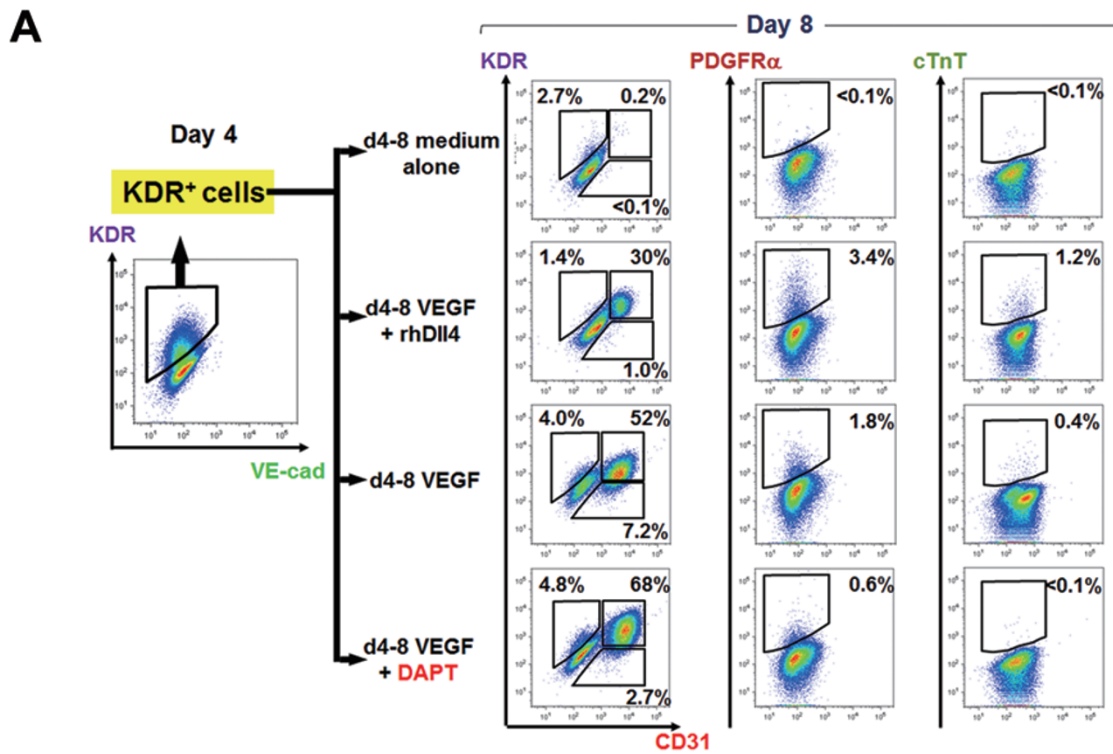 A
Day 8
KDR PDGFRα cTnT
Day 4
KDR⁺ cells
KDR
VE-cad
d4-8 medium
alone
2.7% 0.2%
<0.1%
<0.1%
<0.1%
d4-8 VEGF
+ rhDll4
1.4% 30%
1.0%
3.4%
1.2%
d4-8 VEGF
4.0% 52%
7.2%
1.8%
0.4%
d4-8 VEGF
+ DAPT
4.8% 68%
2.7%
0.6%
<0.1%
CD31